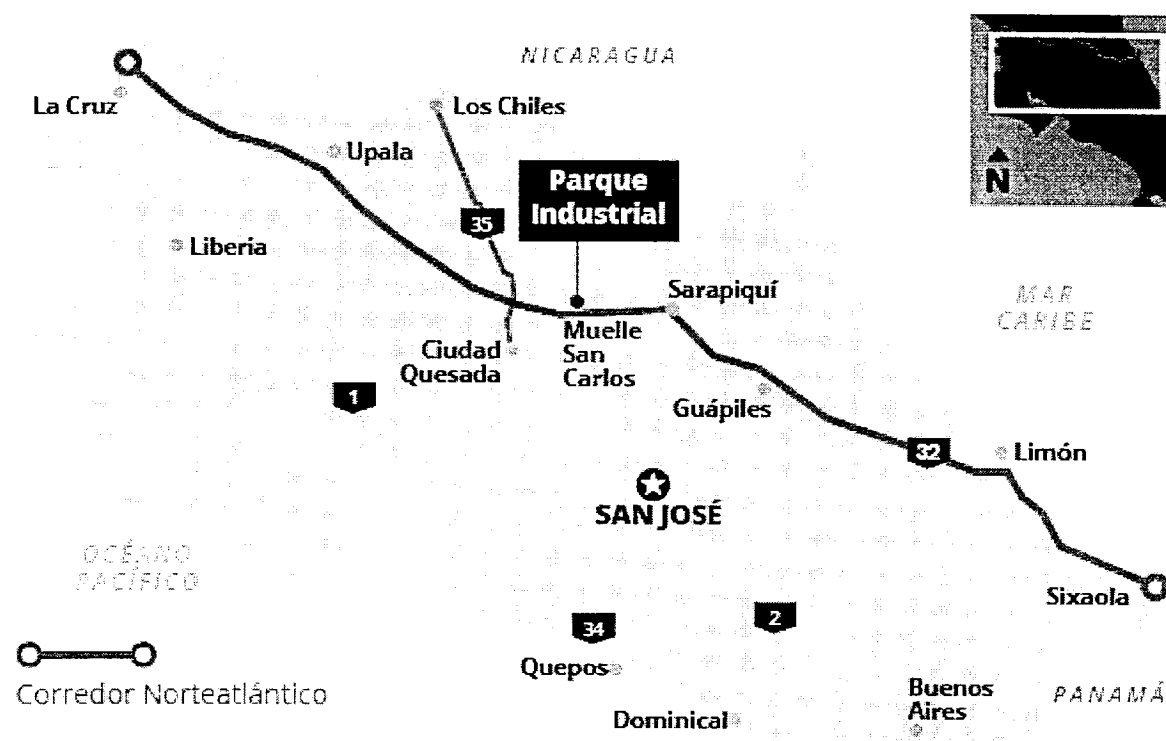 NICARAGUA
La Cruz
Los Chiles
Upala
Parque
Industrial
35
Liberia
Sarapiquí
MAR
CARIBE
Muelle
San
Carlos
Ciudad
Quesada
1
Guápiles
32
Limón
SAN JOSÉ
OCÉANO
PACÍFICO
Sixaola
34
2
Quepos
Corredor Norteatlántico
Buenos
Aires
PANAMÁ
Dominical
N